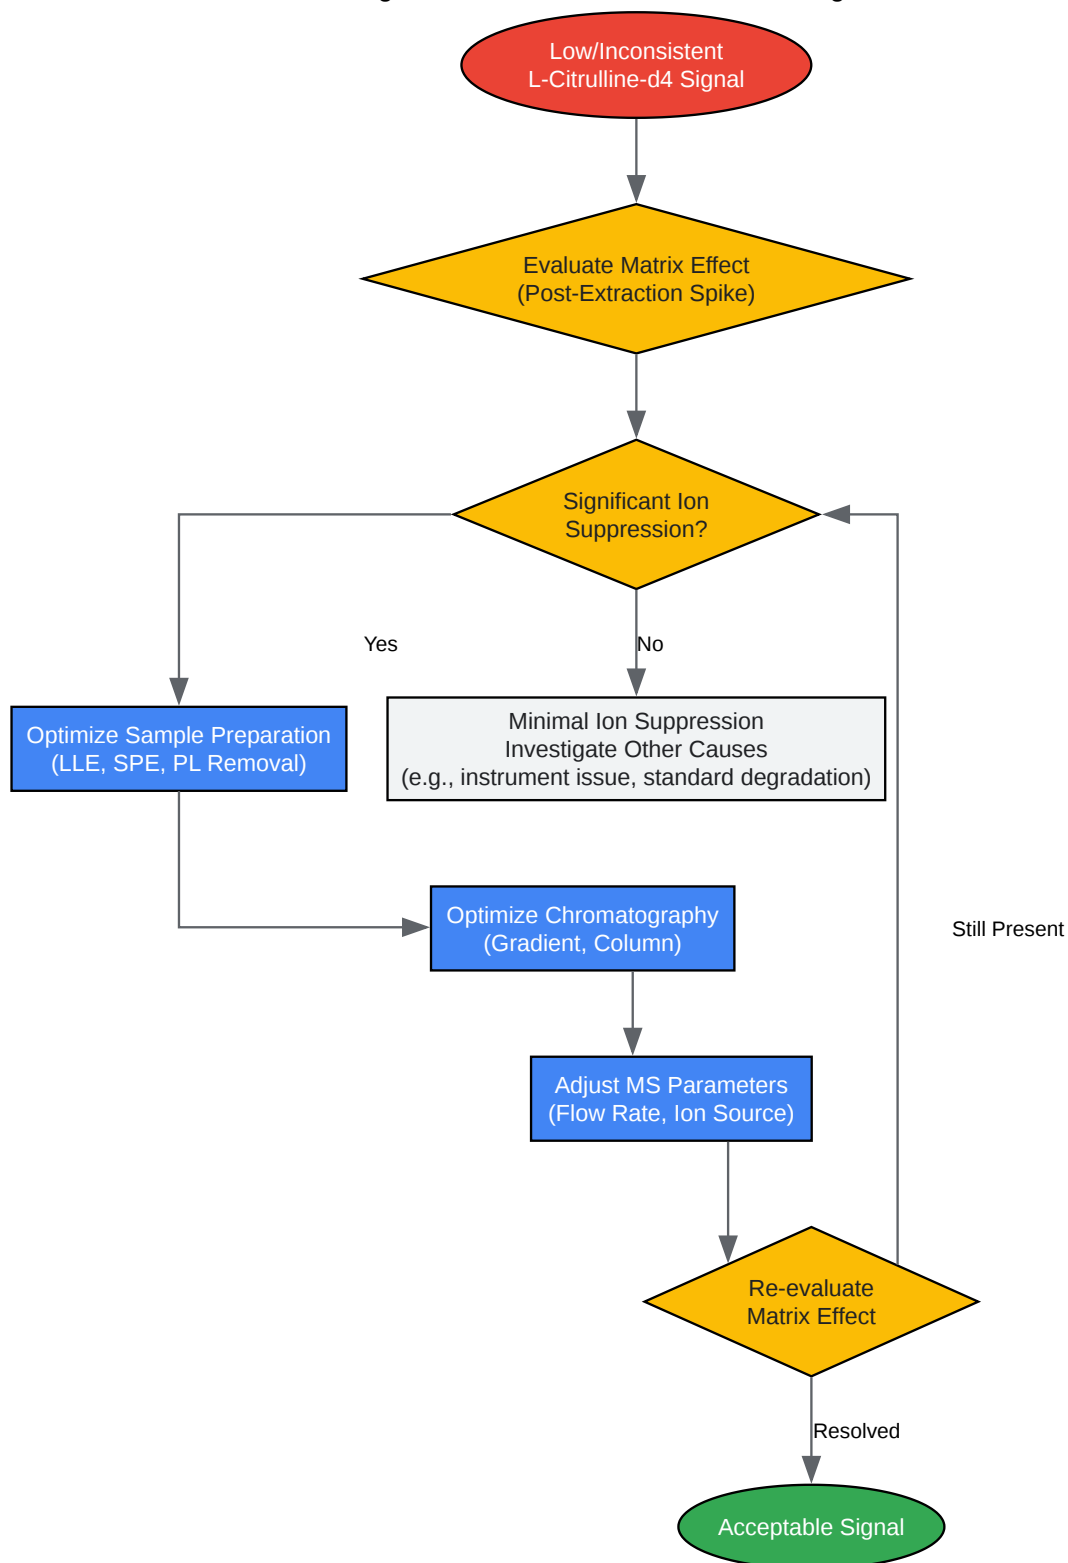 Low/Inconsistent
L-Citrulline-d4 Signal
Evaluate Matrix Effect
(Post-Extraction Spike)
Significant Ion
Suppression?
Yes
No
Optimize Sample Preparation
(LLE, SPE, PL Removal)
Minimal Ion Suppression
Investigate Other Causes
(e.g., instrument issue, standard degradation)
Optimize Chromatography
(Gradient, Column)
Still Present
Adjust MS Parameters
(Flow Rate, Ion Source)
Re-evaluate
Matrix Effect
Resolved
Acceptable Signal